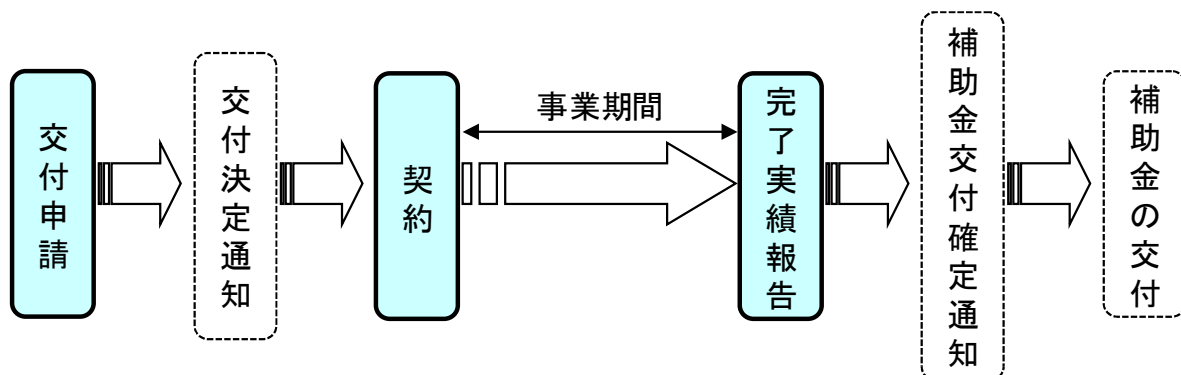 交付申請
交付決定通知
契約
事業期間
完了実績報告
補助金交付確定通知
補助金の交付